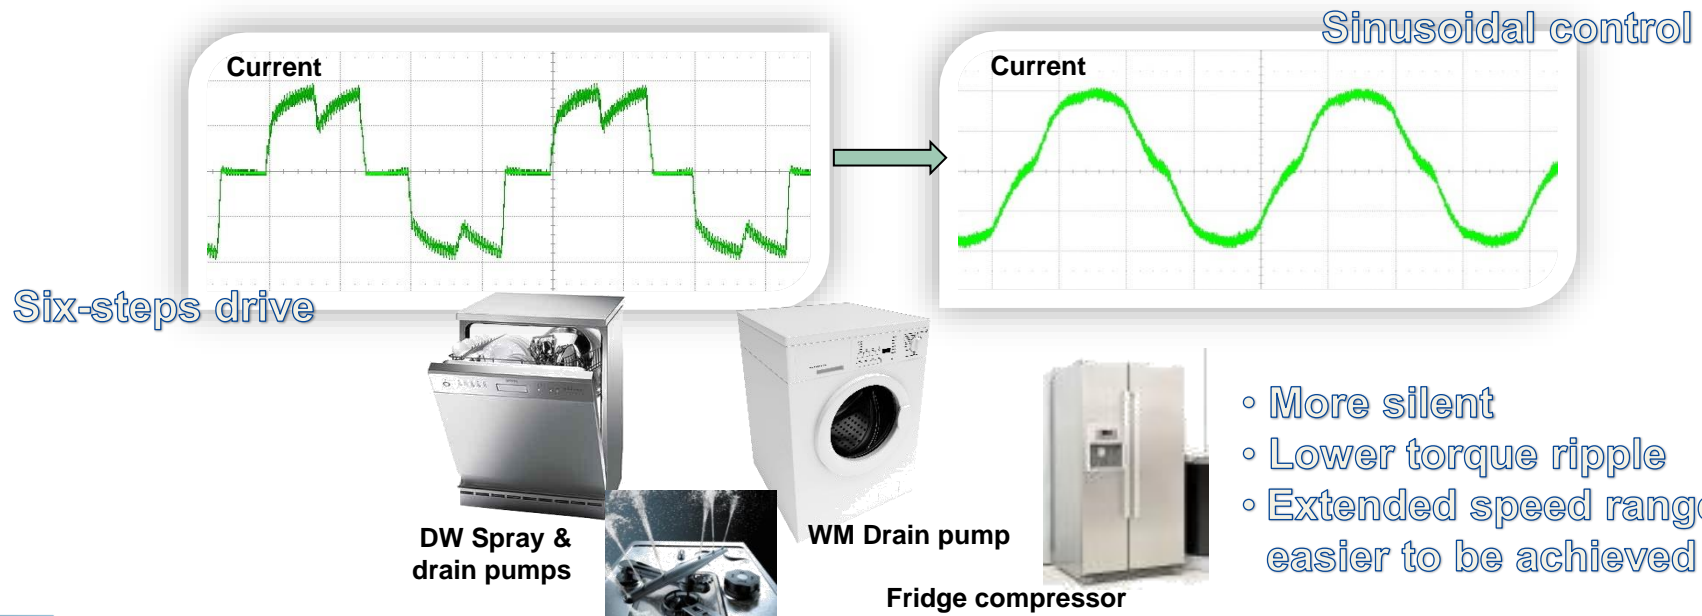 Sinusoidal control
Current
Current
Six-steps drive
• More silent
• Lower torque ripple
• Extended speed range
easier to be achieved
DW Spray &
drain pumps
WM Drain pump
Fridge compressor